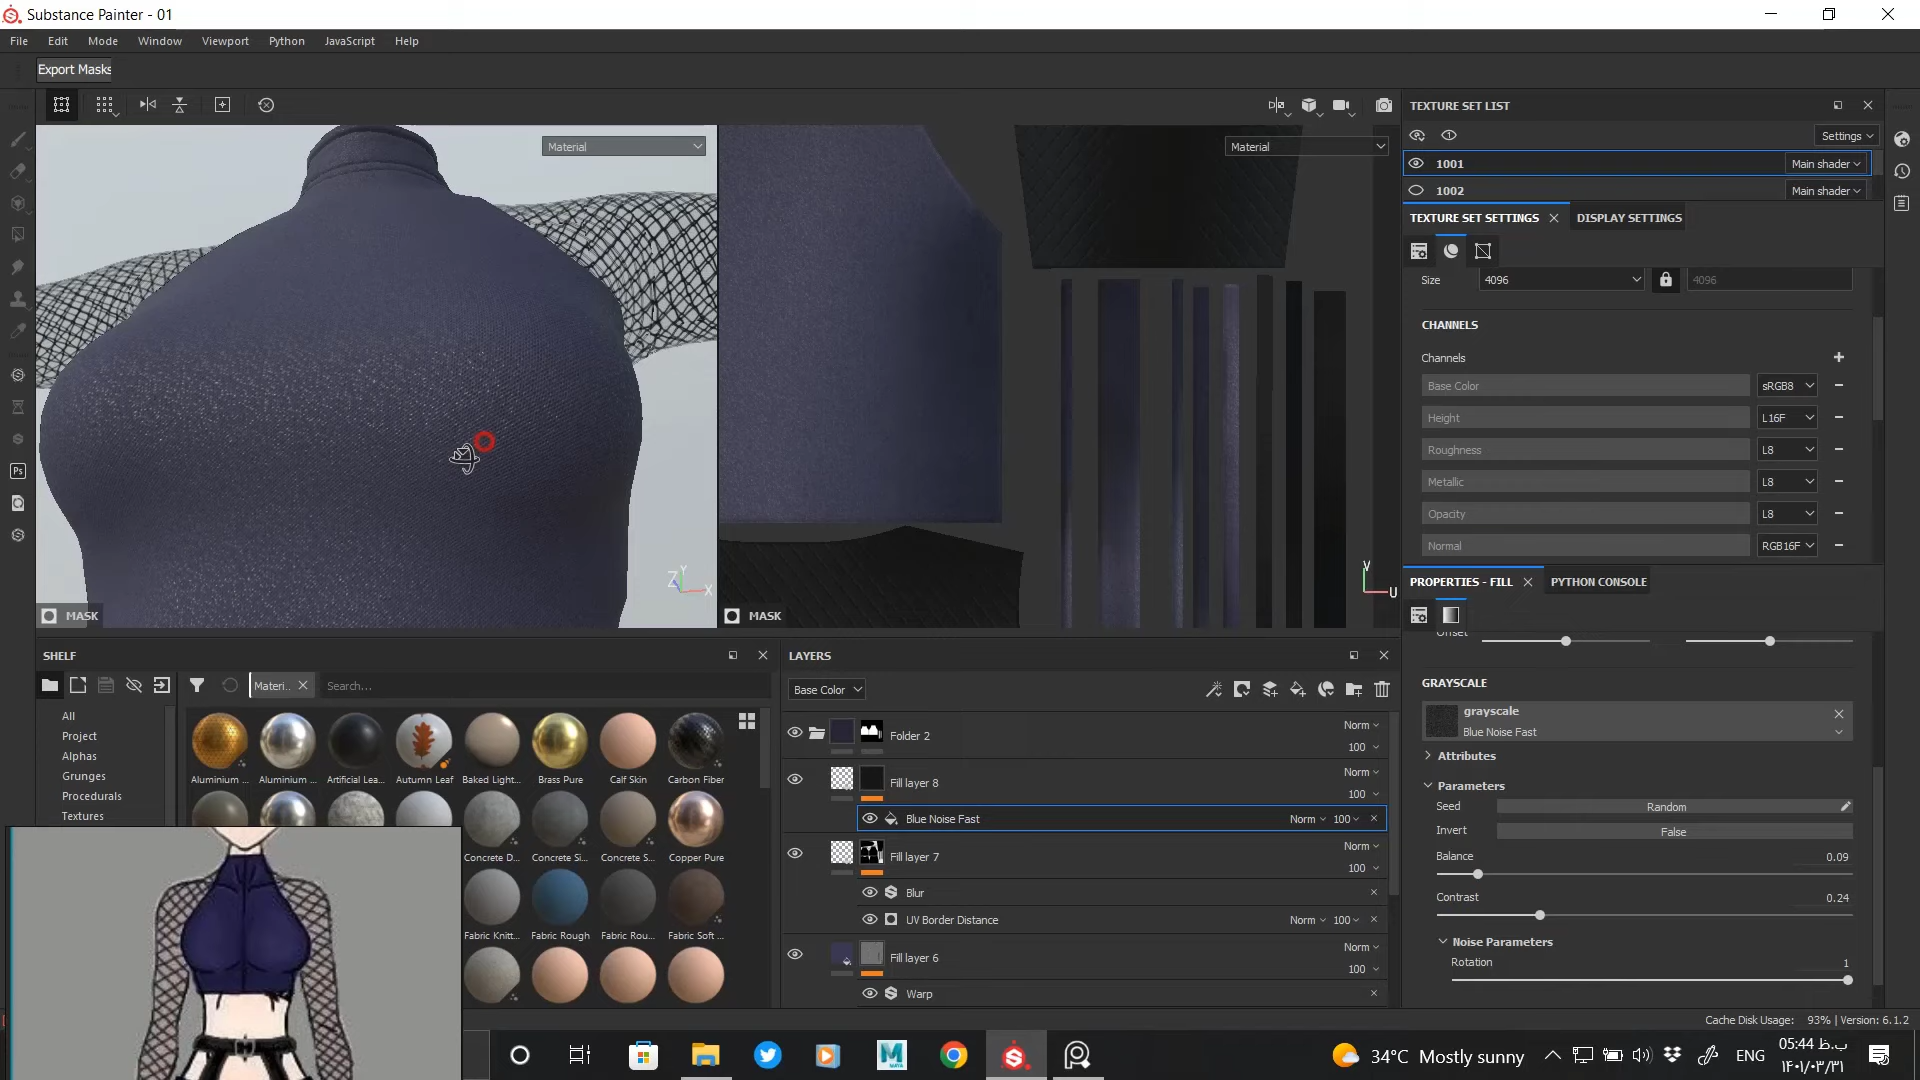 Substance Painter - 01
File Edit Mode Window Viewport Python JavaScript Help
Export Masks
Material
Material
MASK
MASK
TEXTURE SET LIST
Settings
1001 Main shader
1002 Main shader
TEXTURE SET SETTINGS DISPLAY SETTINGS
Size 4096 4096
CHANNELS
Channels
Base Color sRGB8
Height L16F
Roughness L8
Metallic L8
Opacity L8
Normal RGB16F
PROPERTIES - FILL PYTHON CONSOLE
Offset
GRAYSCALE
grayscale
Blue Noise Fast
Attributes
Parameters
Seed Random
Invert False
Balance 0.09
Contrast 0.24
Noise Parameters
Rotation 1
SHELF
Materi.. Search...
All
Project
Alphas
Grunges
Procedurals
Textures
Aluminium ... Aluminium ... Artificial Lea... Autumn Leaf Baked Light... Brass Pure Calf Skin Carbon Fiber
Concrete D... Concrete Si... Concrete S... Copper Pure
Fabric Knitt... Fabric Rough Fabric Rou... Fabric Soft ...
LAYERS
Base Color
Folder 2 Norm 100
Fill layer 8 Norm 100
Blue Noise Fast Norm 100
Fill layer 7 Norm 100
Blur
UV Border Distance Norm 100
Fill layer 6 Norm 100
Warp
Cache Disk Usage: 93% | Version: 6.1.2
34°C Mostly sunny ENG
05:44 ب.ظ
۱۴۰۱/۰۳/۳۱
Y X Z
V U
Ps